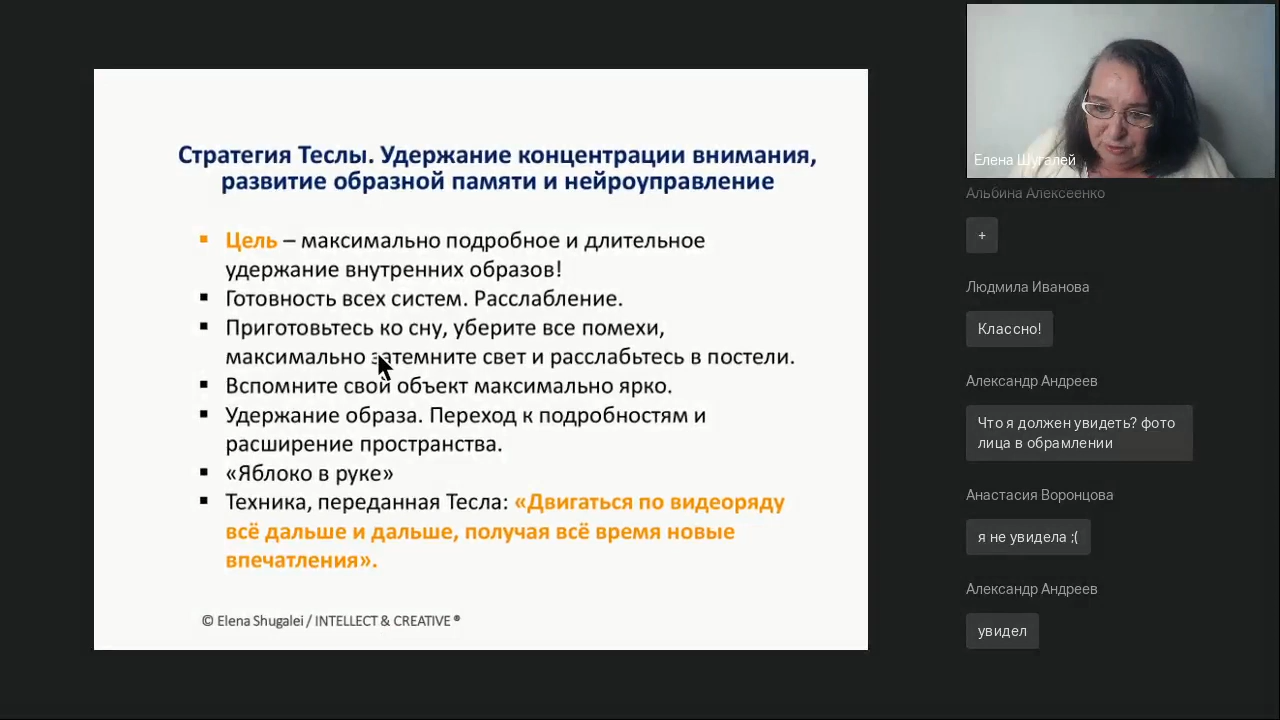 Стратегия Теслы. Удержание концентрации внимания,
развитие образной памяти и нейроуправление
▪ Цель – максимально подробное и длительное
удержание внутренних образов!
▪ Готовность всех систем. Расслабление.
▪ Приготовьтесь ко сну, уберите все помехи,
максимально затемните свет и расслабьтесь в постели.
▪ Вспомните свой объект максимально ярко.
▪ Удержание образа. Переход к подробностям и
расширение пространства.
▪ «Яблоко в руке»
▪ Техника, переданная Тесла: «Двигаться по видеоряду
всё дальше и дальше, получая всё время новые
впечатления».
© Elena Shugalei / INTELLECT & CREATIVE ®
Елена Шугалей
Альбина Алексеенко
+
Людмила Иванова
Классно!
Александр Андреев
Что я должен увидеть? фото
лица в обрамлении
Анастасия Воронцова
я не увидела ;(
Александр Андреев
увидел